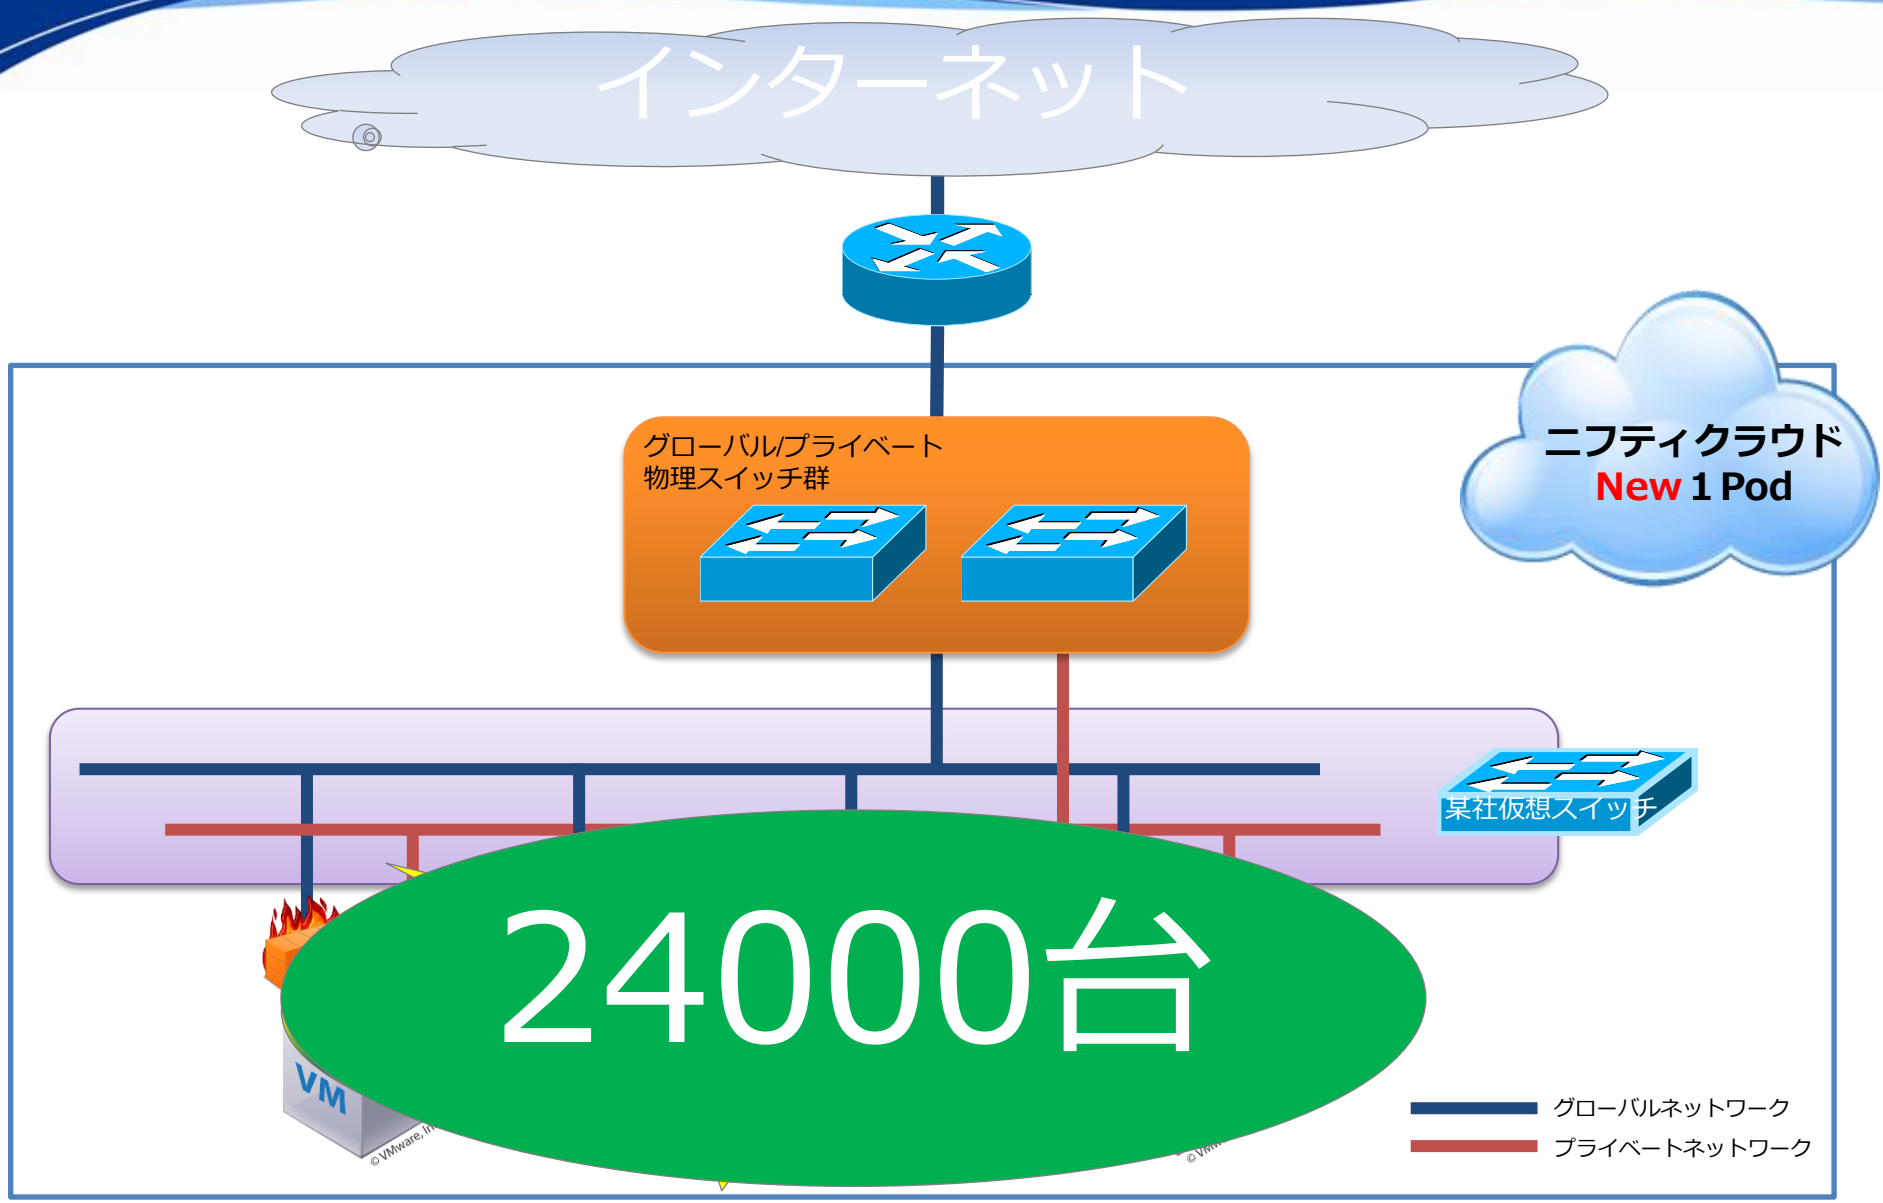 インターネット
グローバル/プライベート
物理スイッチ群
ニフティクラウド
New 1 Pod
某社仮想スイッチ
24000台
VM
© VMware, In
© VMw
グローバルネットワーク
プライベートネットワーク